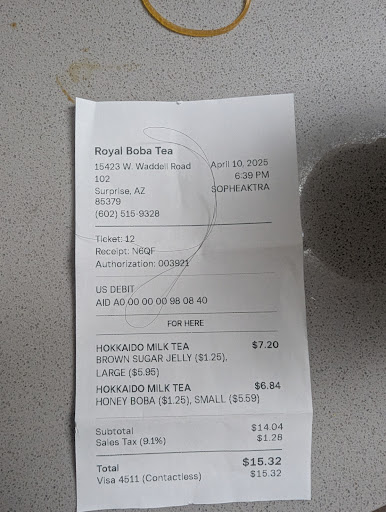 Royal Boba Tea
15423 W. Waddell Road April 10, 2025
102 6:39 PM
Surprise, AZ SOPHEAKTRA
85379
(602) 515-9328
Ticket: 12
Receipt: N6QF
Authorization: 003921
US DEBIT
AID A0 00 00 00 98 08 40
FOR HERE
HOKKAIDO MILK TEA $7.20
BROWN SUGAR JELLY ($1.25),
LARGE ($5.95)
HOKKAIDO MILK TEA $6.84
HONEY BOBA ($1.25), SMALL ($5.59)
Subtotal $14.04
Sales Tax (9.1%) $1.28
Total $15.32
Visa 4511 (Contactless) $15.32